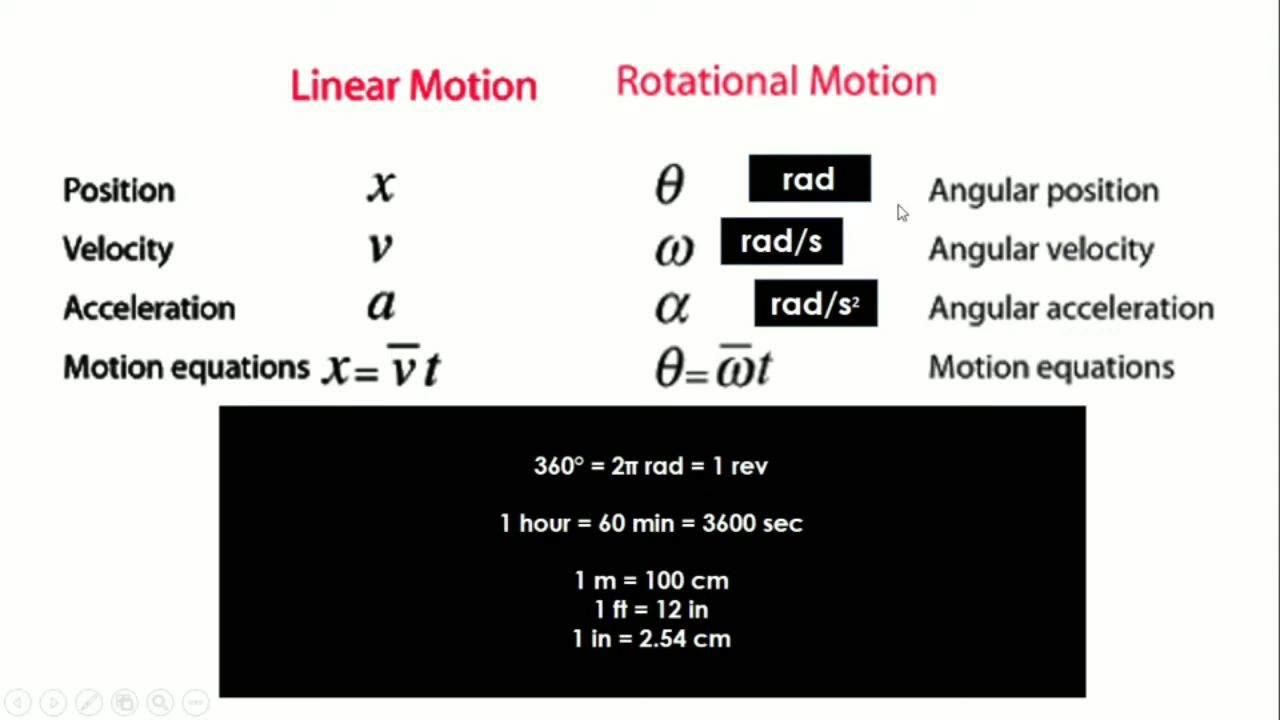 Linear Motion Rotational Motion
Position x θ rad Angular position
Velocity v ω rad/s Angular velocity
Acceleration a α rad/s² Angular acceleration
Motion equations x = v̅ t θ = ω̅t Motion equations
360° = 2π rad = 1 rev
1 hour = 60 min = 3600 sec
1 m = 100 cm
1 ft = 12 in
1 in = 2.54 cm